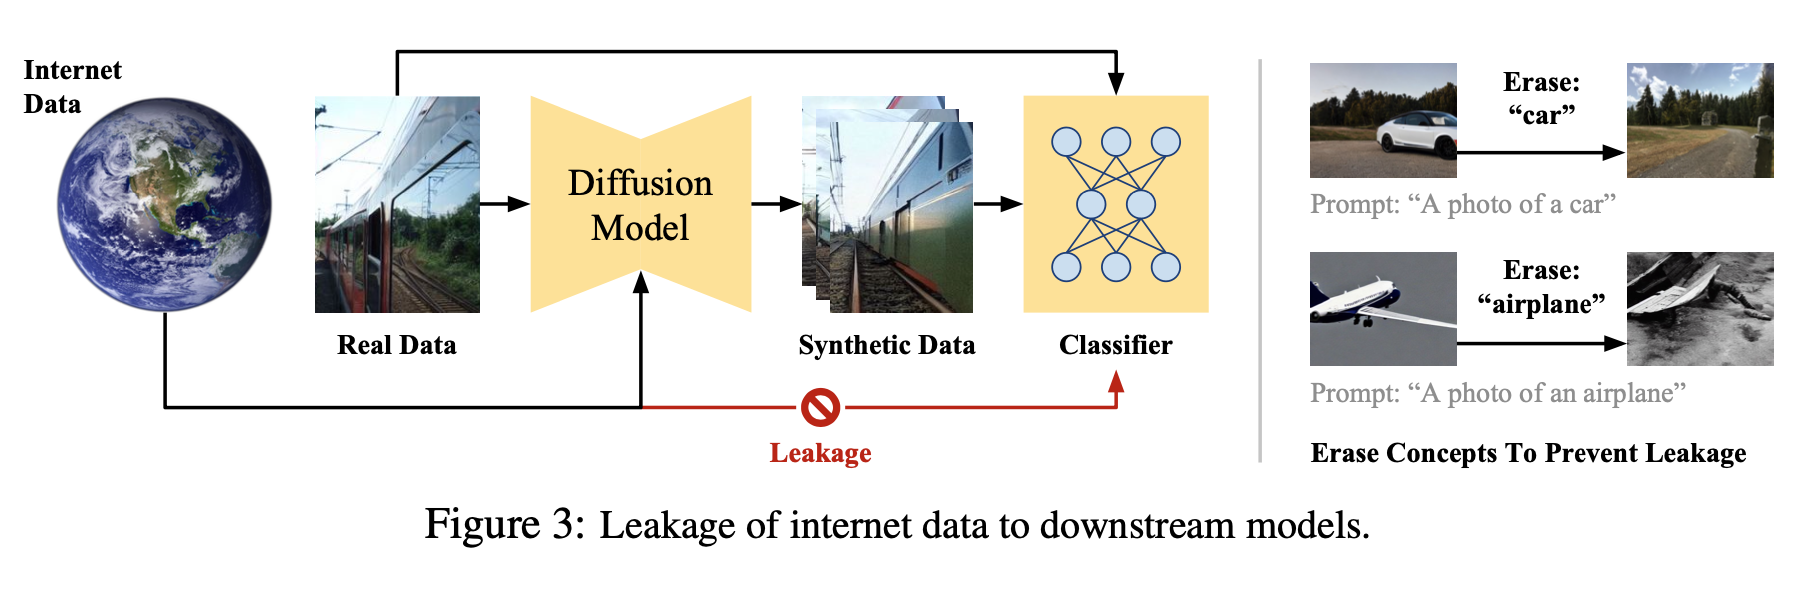 Internet
Data
Diffusion
Model
Real Data
Synthetic Data
Classifier
Leakage
Erase:
“car”
Prompt: “A photo of a car”
Erase:
“airplane”
Prompt: “A photo of an airplane”
Erase Concepts To Prevent Leakage
Figure 3: Leakage of internet data to downstream models.